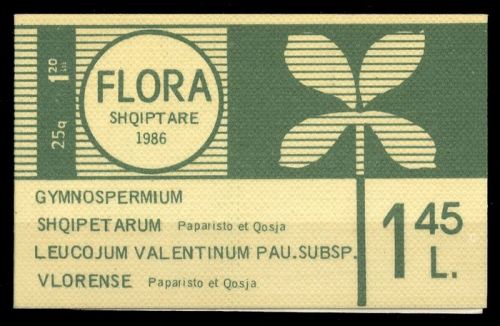 25q 1.20 Lek
FLORA
SHQIPTARE
1986
GYMNOSPERMIUM
SHQIPETARUM Paparisto et Qosja
LEUCOJUM VALENTINUM PAU.SUBSP.
VLORENSE Paparisto et Qosja
1 45
L.